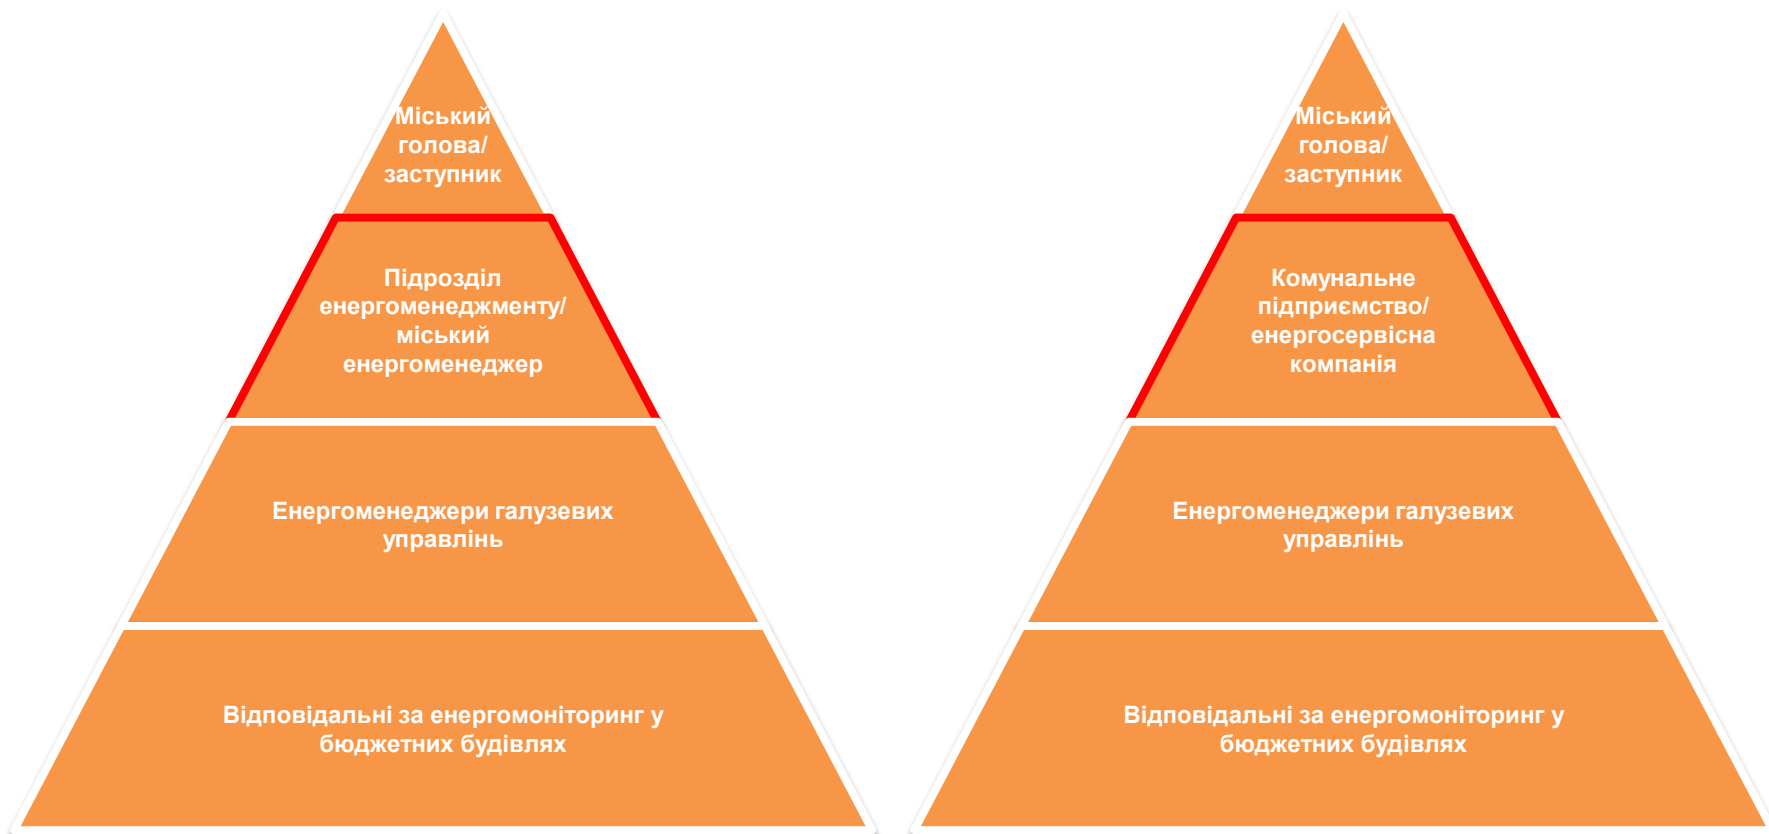 Міський
голова/
заступник
Підрозділ
енергоменеджменту/
міський
енергоменеджер
Енергоменеджери галузевих
управлінь
Відповідальні за енергомоніторинг у
бюджетних будівлях
Міський
голова/
заступник
Комунальне
підприємство/
енергосервісна
компанія
Енергоменеджери галузевих
управлінь
Відповідальні за енергомоніторинг у
бюджетних будівлях